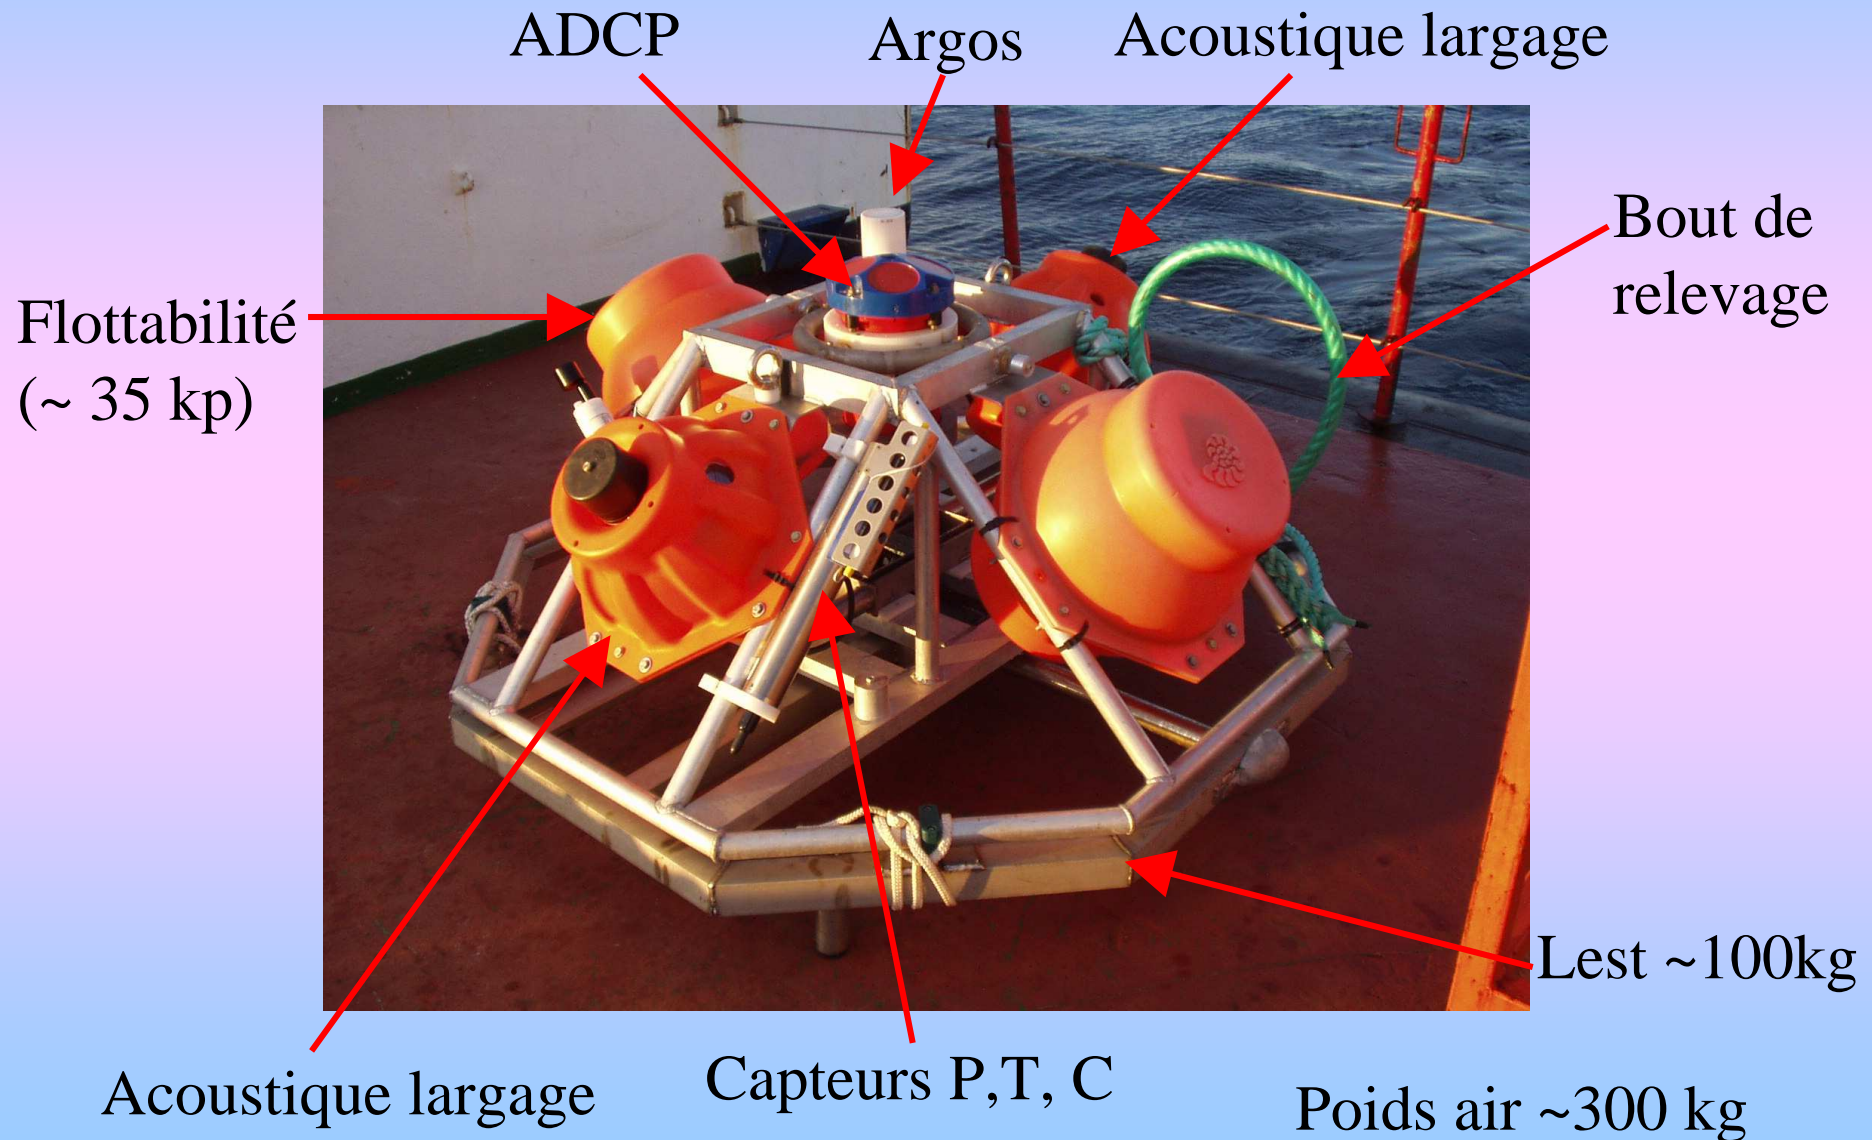 ADCP
Argos
Acoustique largage
Bout de
relevage
Flottabilité
(~ 35 kp)
Lest ~100kg
Acoustique largage
Capteurs P,T, C
Poids air ~300 kg